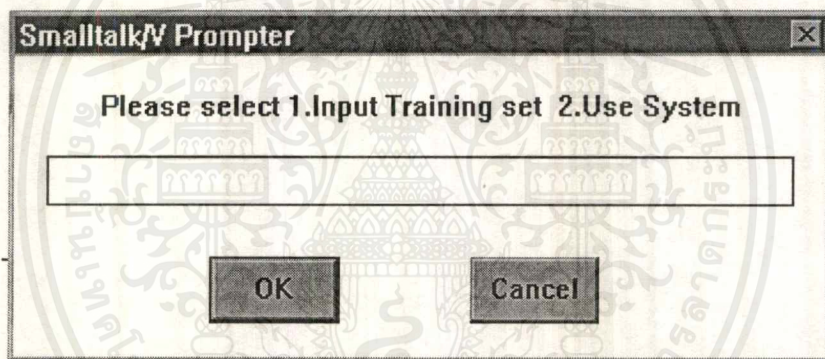 Smalltalk/V Prompter
Please select 1.Input Training set 2.Use System
OK
Cancel